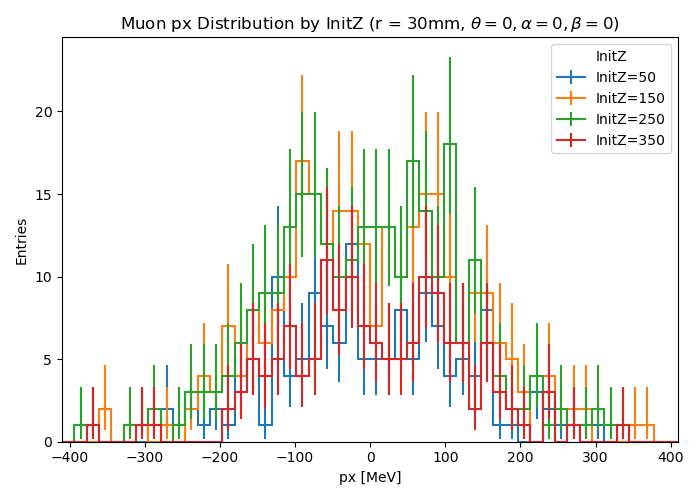 Muon px Distribution by InitZ (r = 30mm, θ = 0, α = 0, β = 0)
InitZ
InitZ=50
InitZ=150
InitZ=250
InitZ=350
Entries
20
15
10
5
0
−400 −300 −200 −100 0 100 200 300 400
px [MeV]